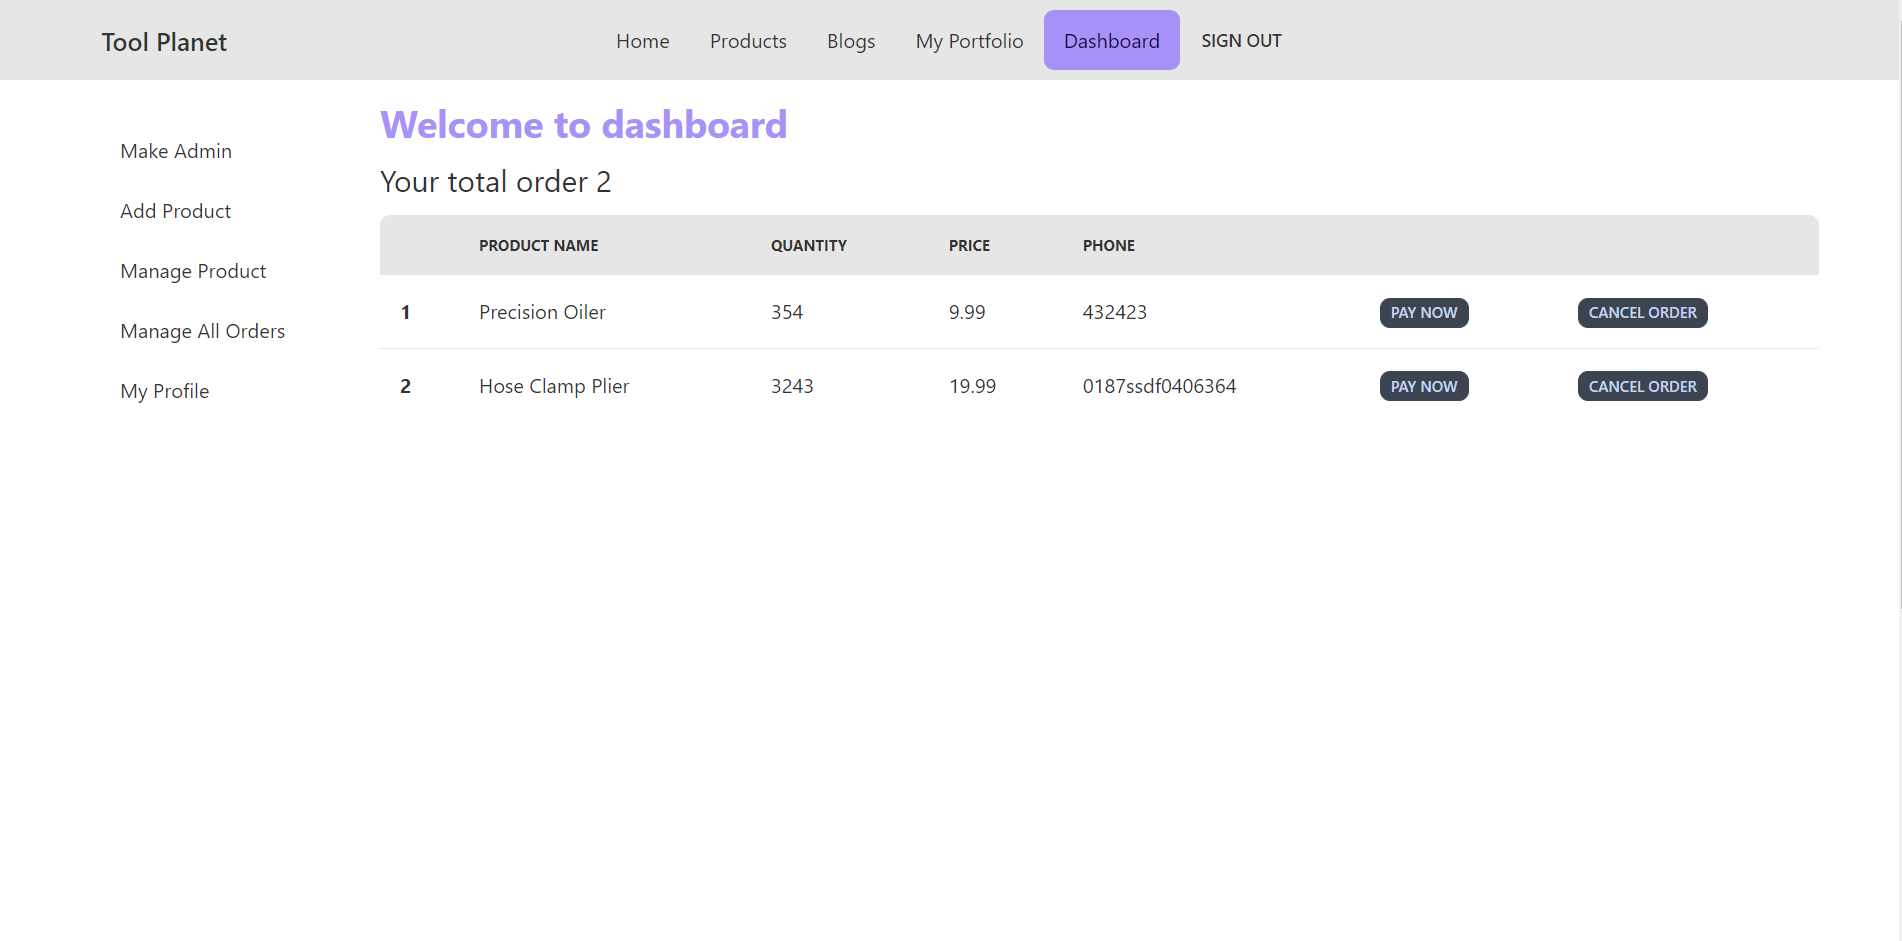 Tool Planet Home Products Blogs My Portfolio Dashboard SIGN OUT
Welcome to dashboard
Your total order 2
Make Admin
Add Product
Manage Product
Manage All Orders
My Profile
PRODUCT NAME QUANTITY PRICE PHONE
1 Precision Oiler 354 9.99 432423 PAY NOW CANCEL ORDER
2 Hose Clamp Plier 3243 19.99 0187ssdf0406364 PAY NOW CANCEL ORDER